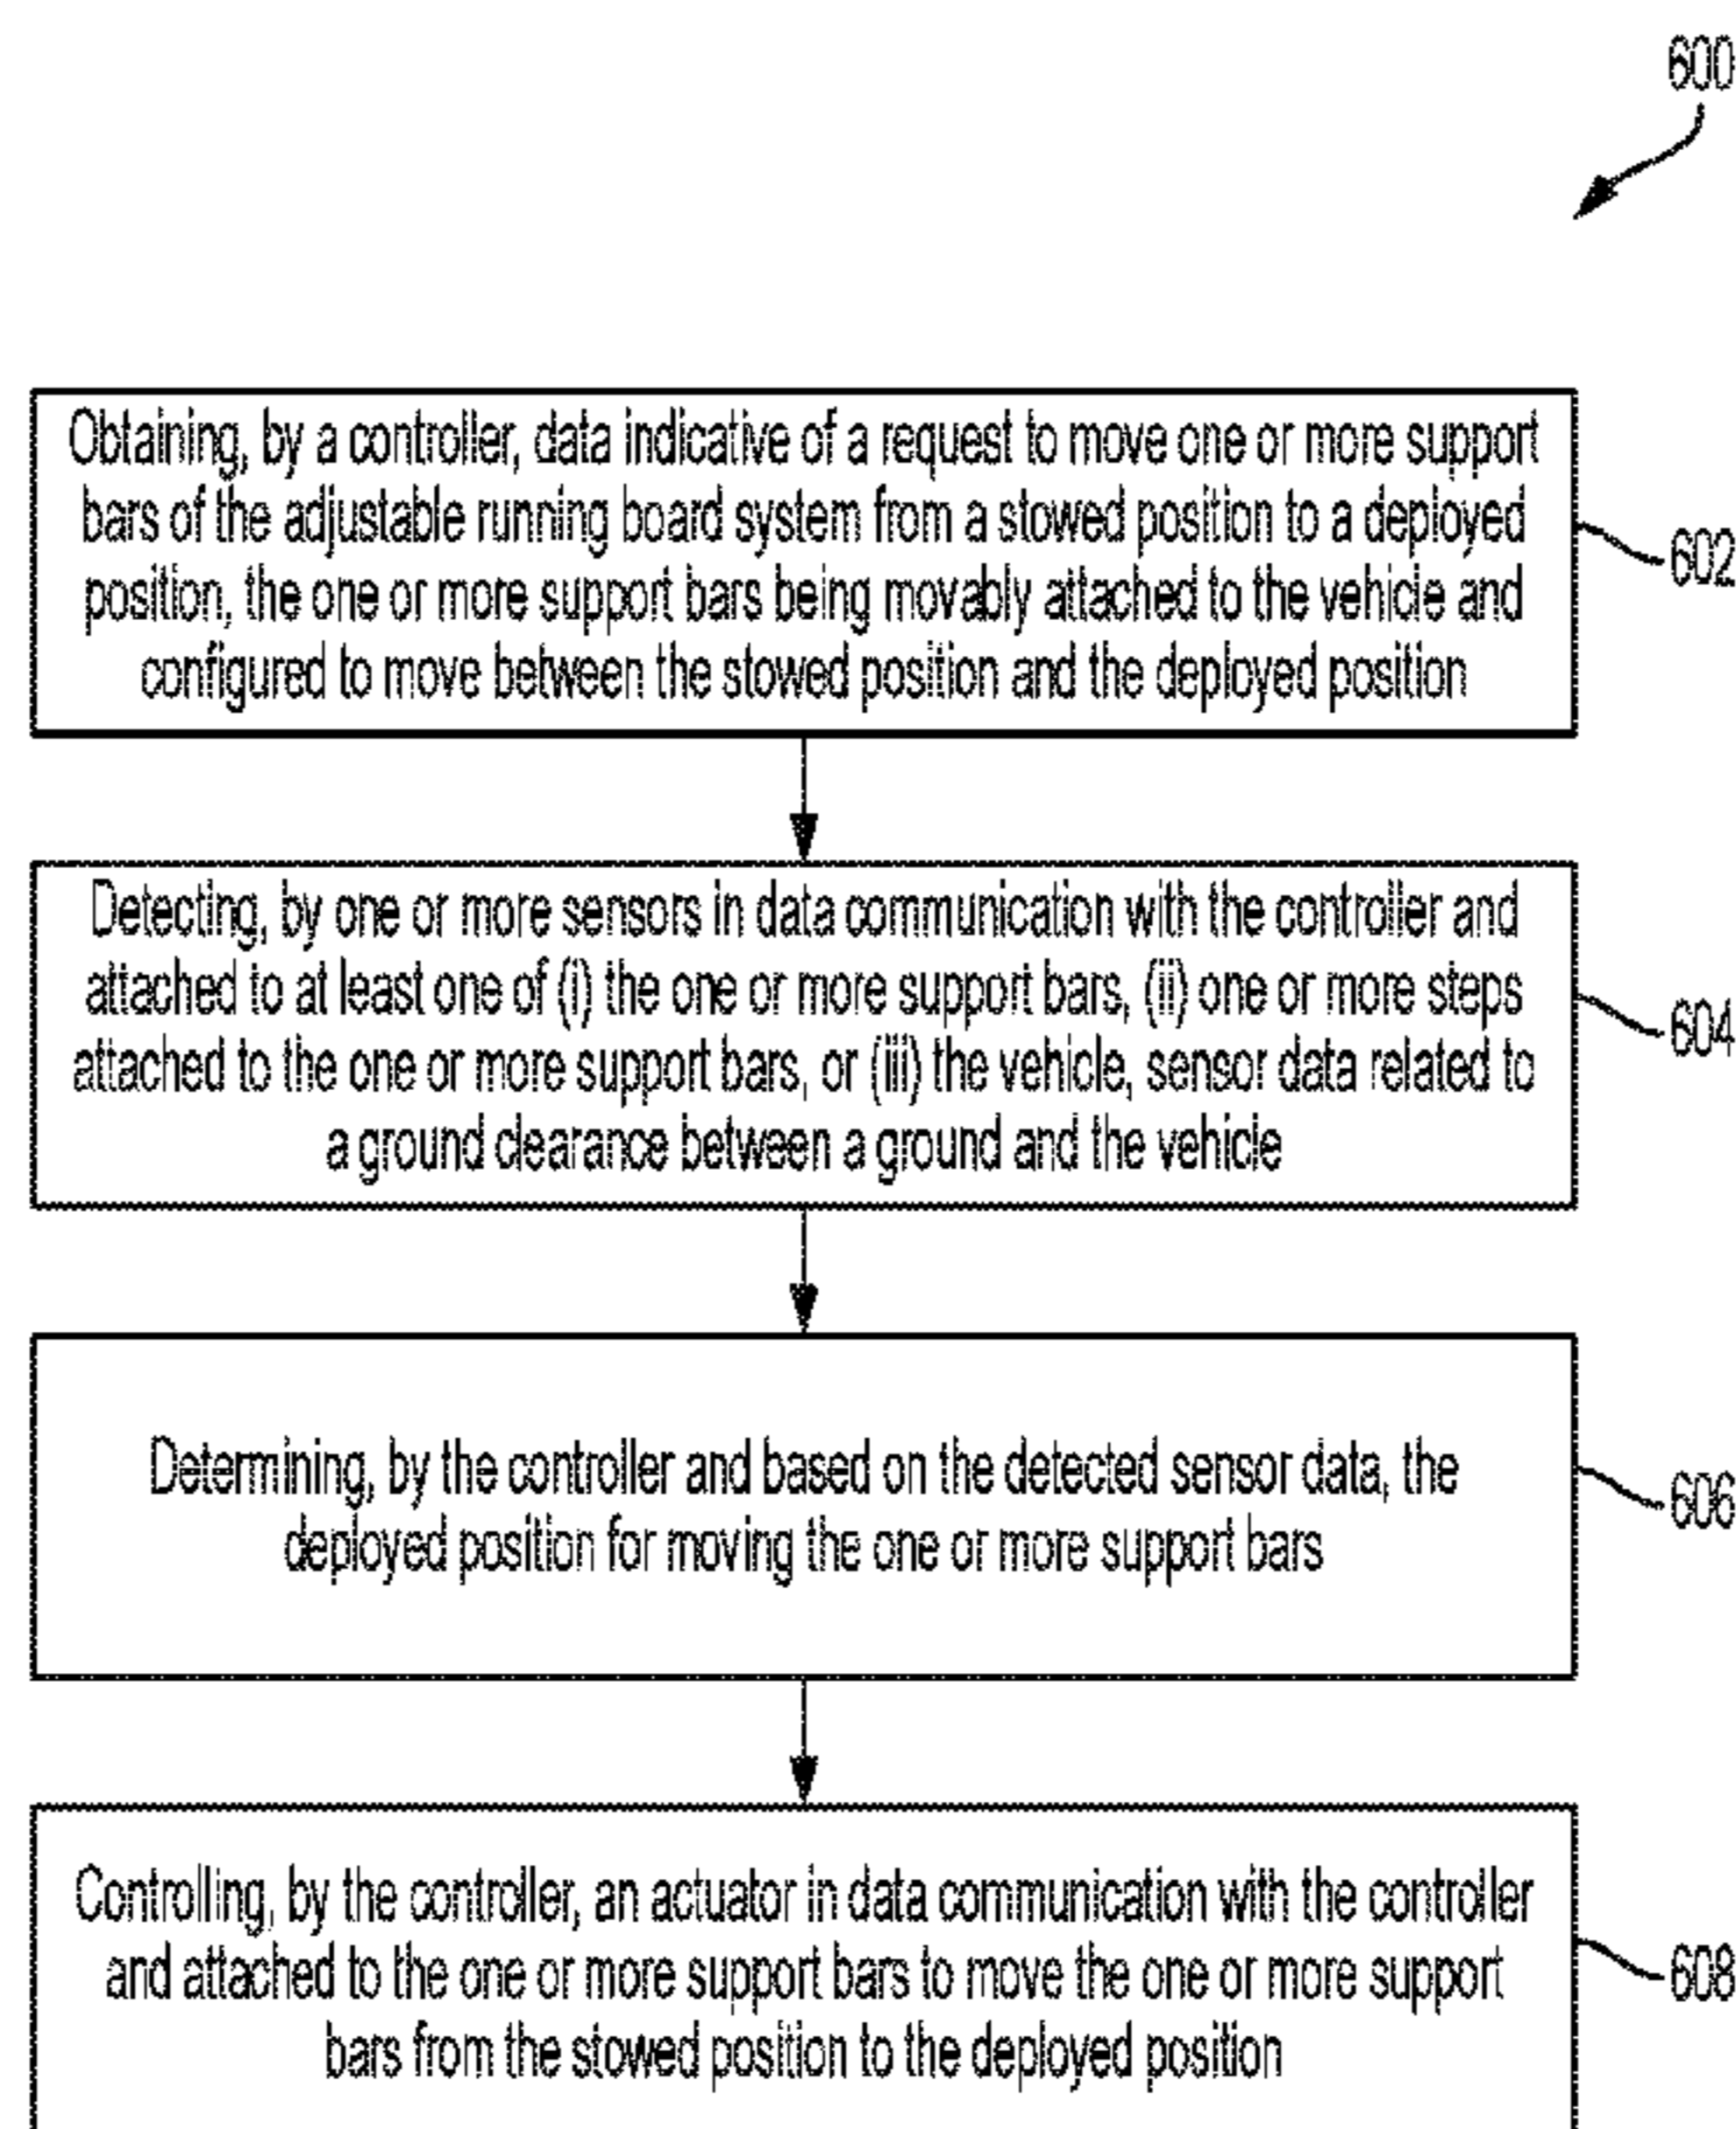 600
Obtaining, by a controller, data indicative of a request to move one or more support
bars of the adjustable running board system from a stowed position to a deployed
position, the one or more support bars being movably attached to the vehicle and
configured to move between the stowed position and the deployed position
602
Detecting, by one or more sensors in data communication with the controller and
attached to at least one of (i) the one or more support bars, (ii) one or more steps
attached to the one or more support bars, or (iii) the vehicle, sensor data related to
a ground clearance between a ground and the vehicle
604
Determining, by the controller and based on the detected sensor data, the
deployed position for moving the one or more support bars
606
Controlling, by the controller, an actuator in data communication with the controller
and attached to the one or more support bars to move the one or more support
bars from the stowed position to the deployed position
608